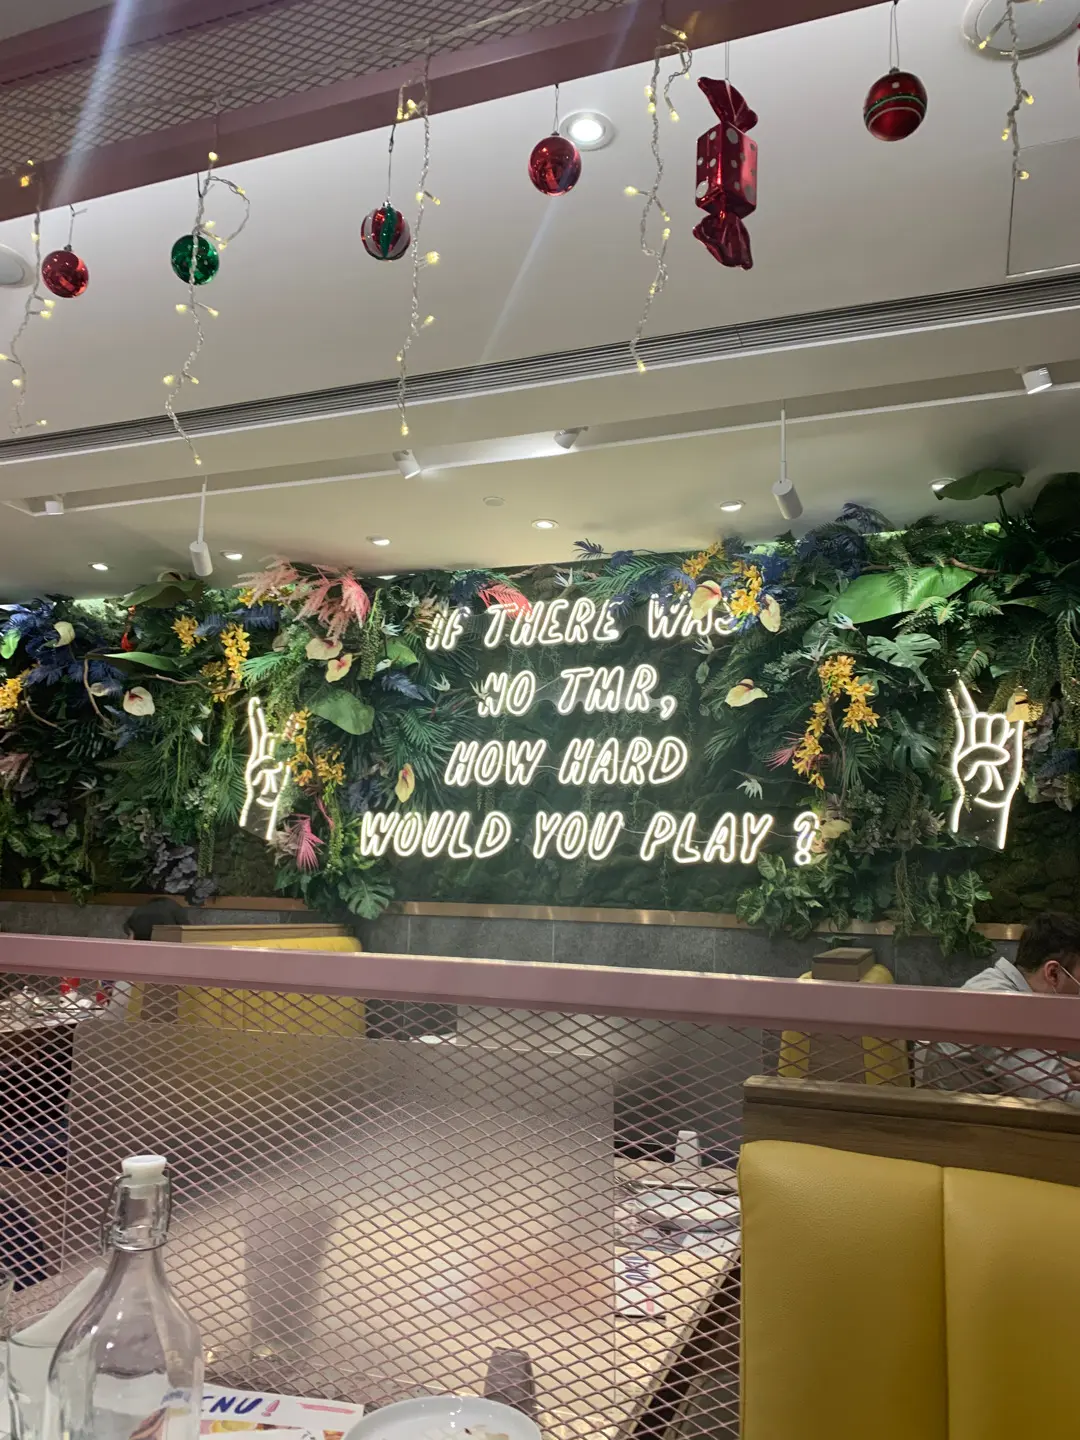 IF THERE WAS
NO TMR,
HOW HARD
WOULD YOU PLAY ?